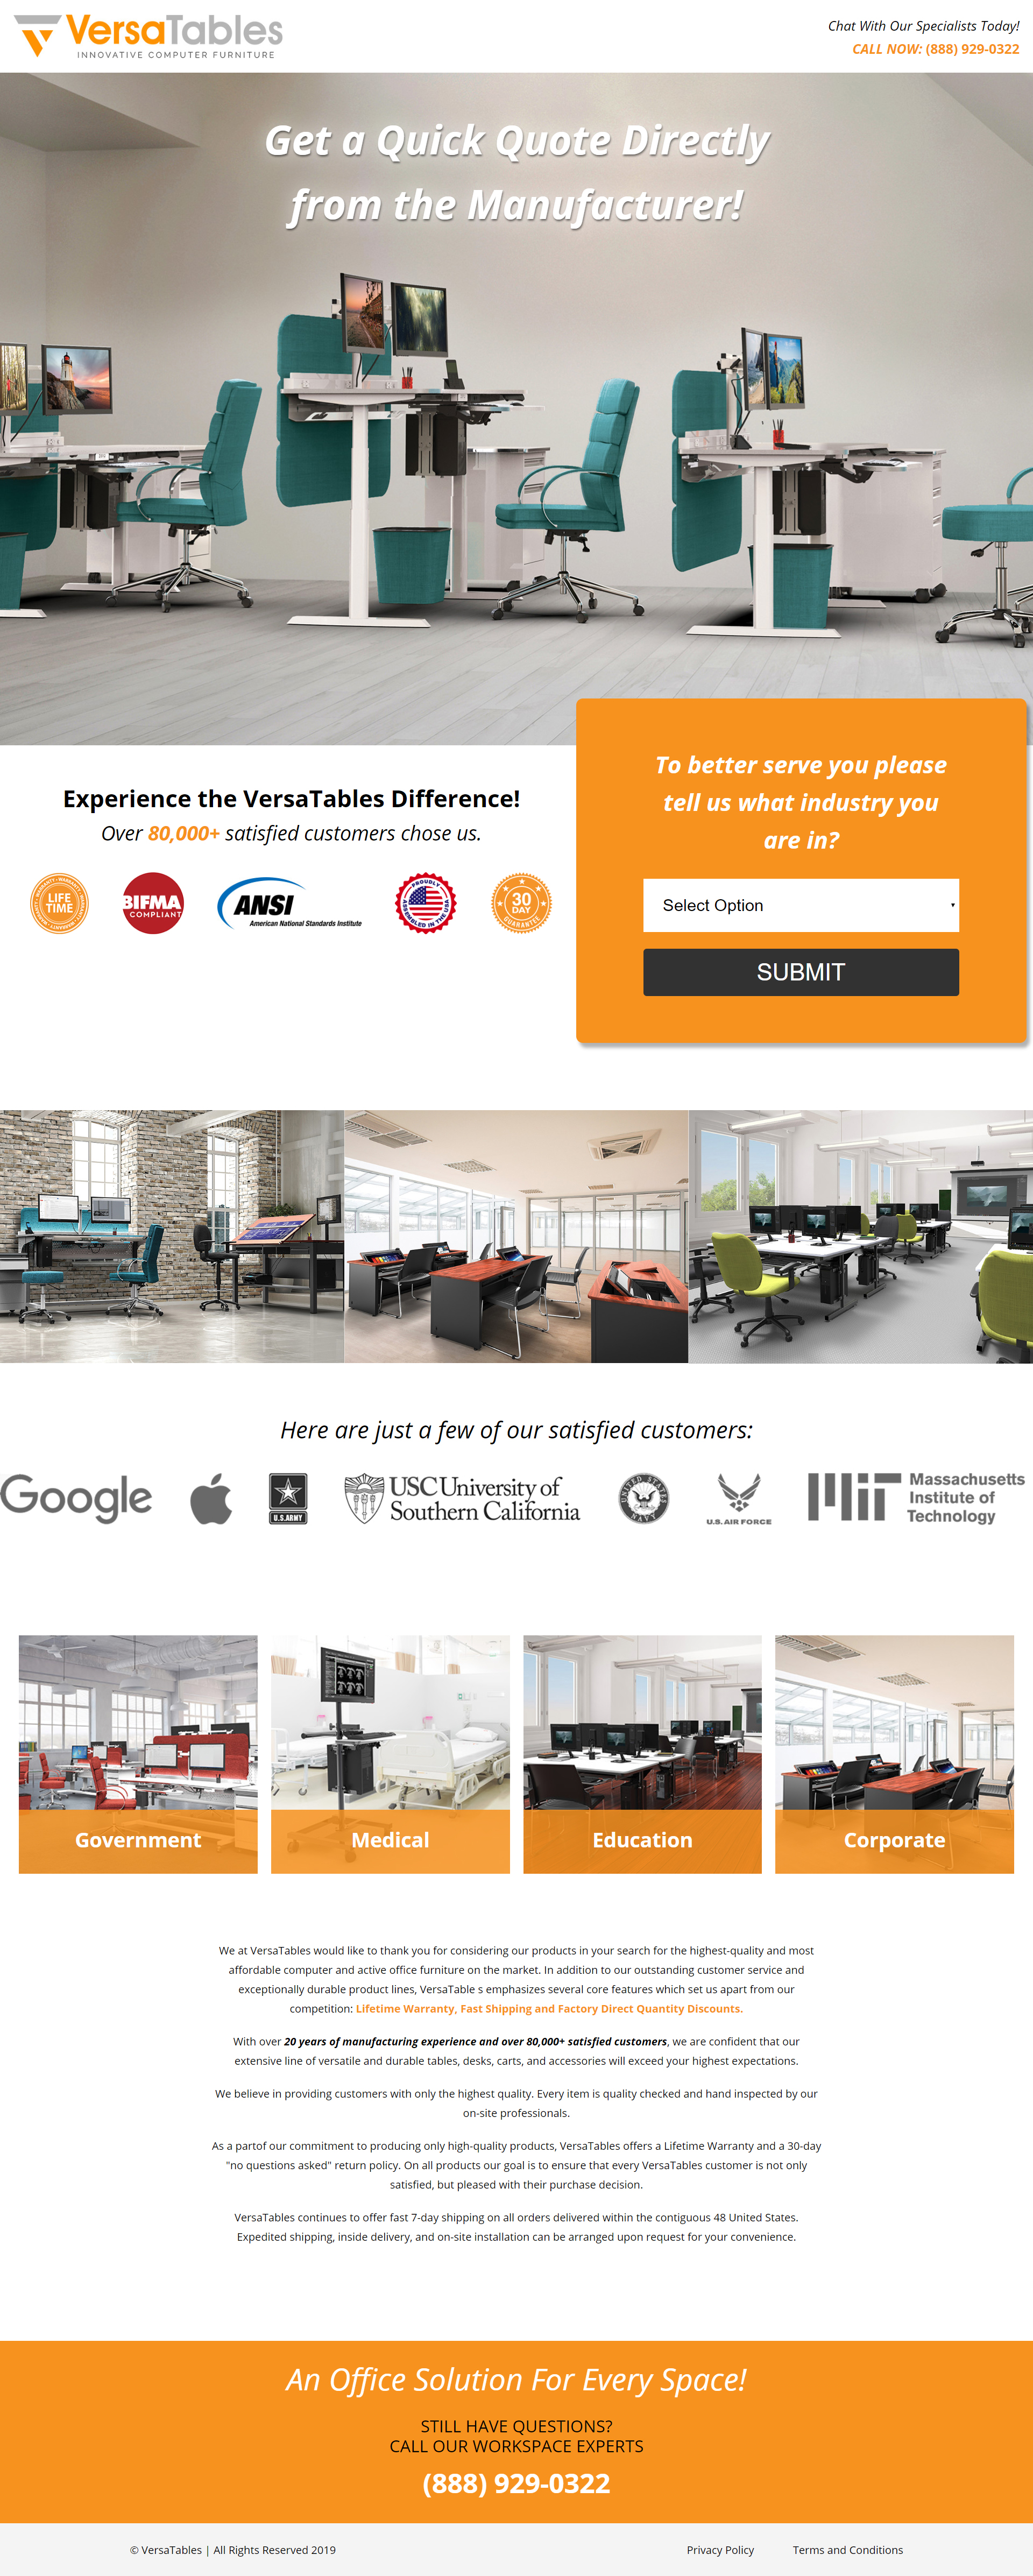 VersaTables
INNOVATIVE COMPUTER FURNITURE
Chat With Our Specialists Today!
CALL NOW: (888) 929-0322
Get a Quick Quote Directly
from the Manufacturer!
Experience the VersaTables Difference!
Over 80,000+ satisfied customers chose us.
LIFE
TIME
BIFMA
COMPLIANT
ANSI
American National Standards Institute
PROUDLY
ASSEMBLED IN THE USA
30
DAY
GUARANTEE
To better serve you please
tell us what industry you
are in?
Select Option
SUBMIT
Here are just a few of our satisfied customers:
Google
U.S.ARMY
USC University of
Southern California
UNITED STATES
NAVY
U.S. AIR FORCE
MIT
Massachusetts
Institute of
Technology
Government
Medical
Education
Corporate
We at VersaTables would like to thank you for considering our products in your search for the highest-quality and most
affordable computer and active office furniture on the market. In addition to our outstanding customer service and
exceptionally durable product lines, VersaTable s emphasizes several core features which set us apart from our
competition: Lifetime Warranty, Fast Shipping and Factory Direct Quantity Discounts.
With over 20 years of manufacturing experience and over 80,000+ satisfied customers, we are confident that our
extensive line of versatile and durable tables, desks, carts, and accessories will exceed your highest expectations.
We believe in providing customers with only the highest quality. Every item is quality checked and hand inspected by our
on-site professionals.
As a partof our commitment to producing only high-quality products, VersaTables offers a Lifetime Warranty and a 30-day
"no questions asked" return policy. On all products our goal is to ensure that every VersaTables customer is not only
satisfied, but pleased with their purchase decision.
VersaTables continues to offer fast 7-day shipping on all orders delivered within the contiguous 48 United States.
Expedited shipping, inside delivery, and on-site installation can be arranged upon request for your convenience.
An Office Solution For Every Space!
STILL HAVE QUESTIONS?
CALL OUR WORKSPACE EXPERTS
(888) 929-0322
© VersaTables | All Rights Reserved 2019
Privacy Policy
Terms and Conditions